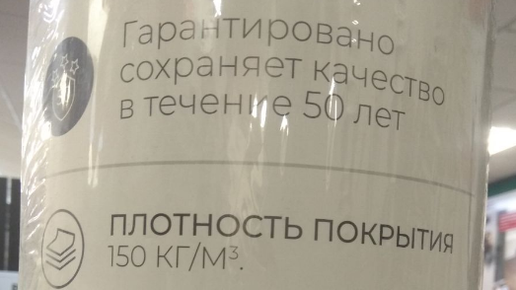 Гарантировано
сохраняет качество
в течение 50 лет
ПЛОТНОСТЬ ПОКРЫТИЯ
150 КГ/М³.